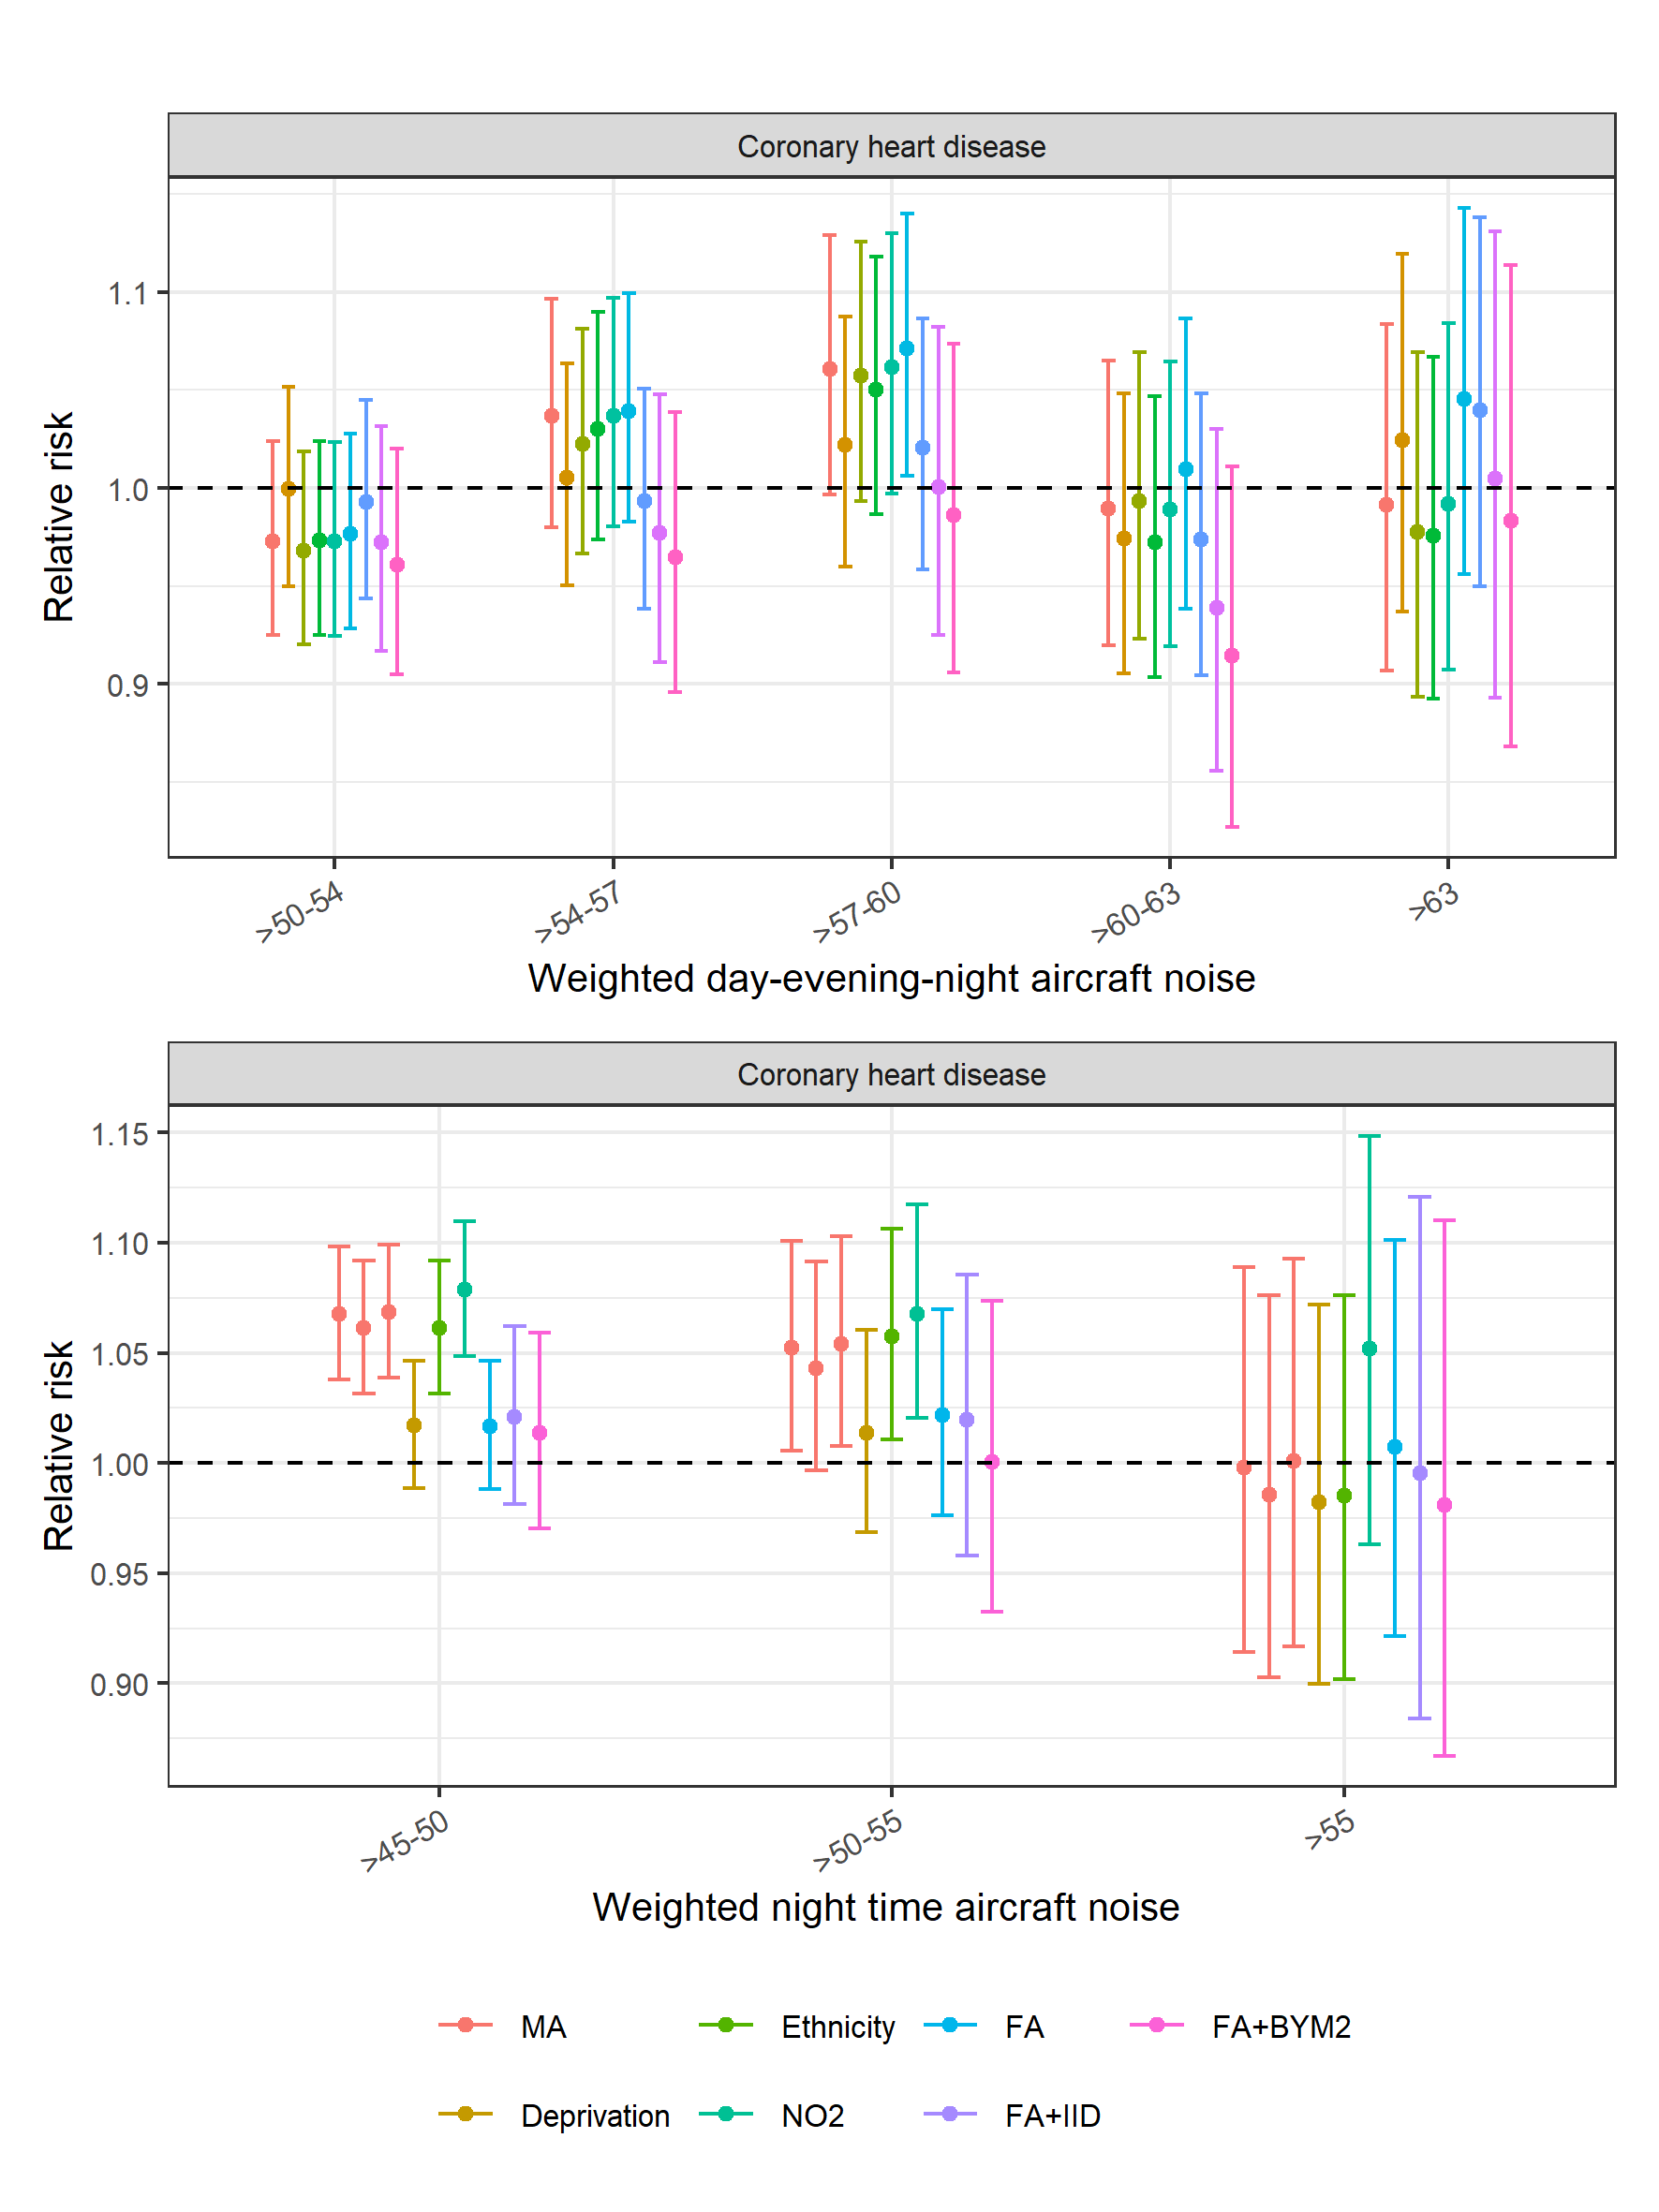 Coronary heart disease
Relative risk
1.1
1.0
0.9
>50-54
>54-57
>57-60
>60-63
>63
Weighted day-evening-night aircraft noise
Coronary heart disease
Relative risk
1.15
1.10
1.05
1.00
0.95
0.90
>45-50
>50-55
>55
Weighted night time aircraft noise
MA
Ethnicity
FA
FA+BYM2
Deprivation
NO2
FA+IID